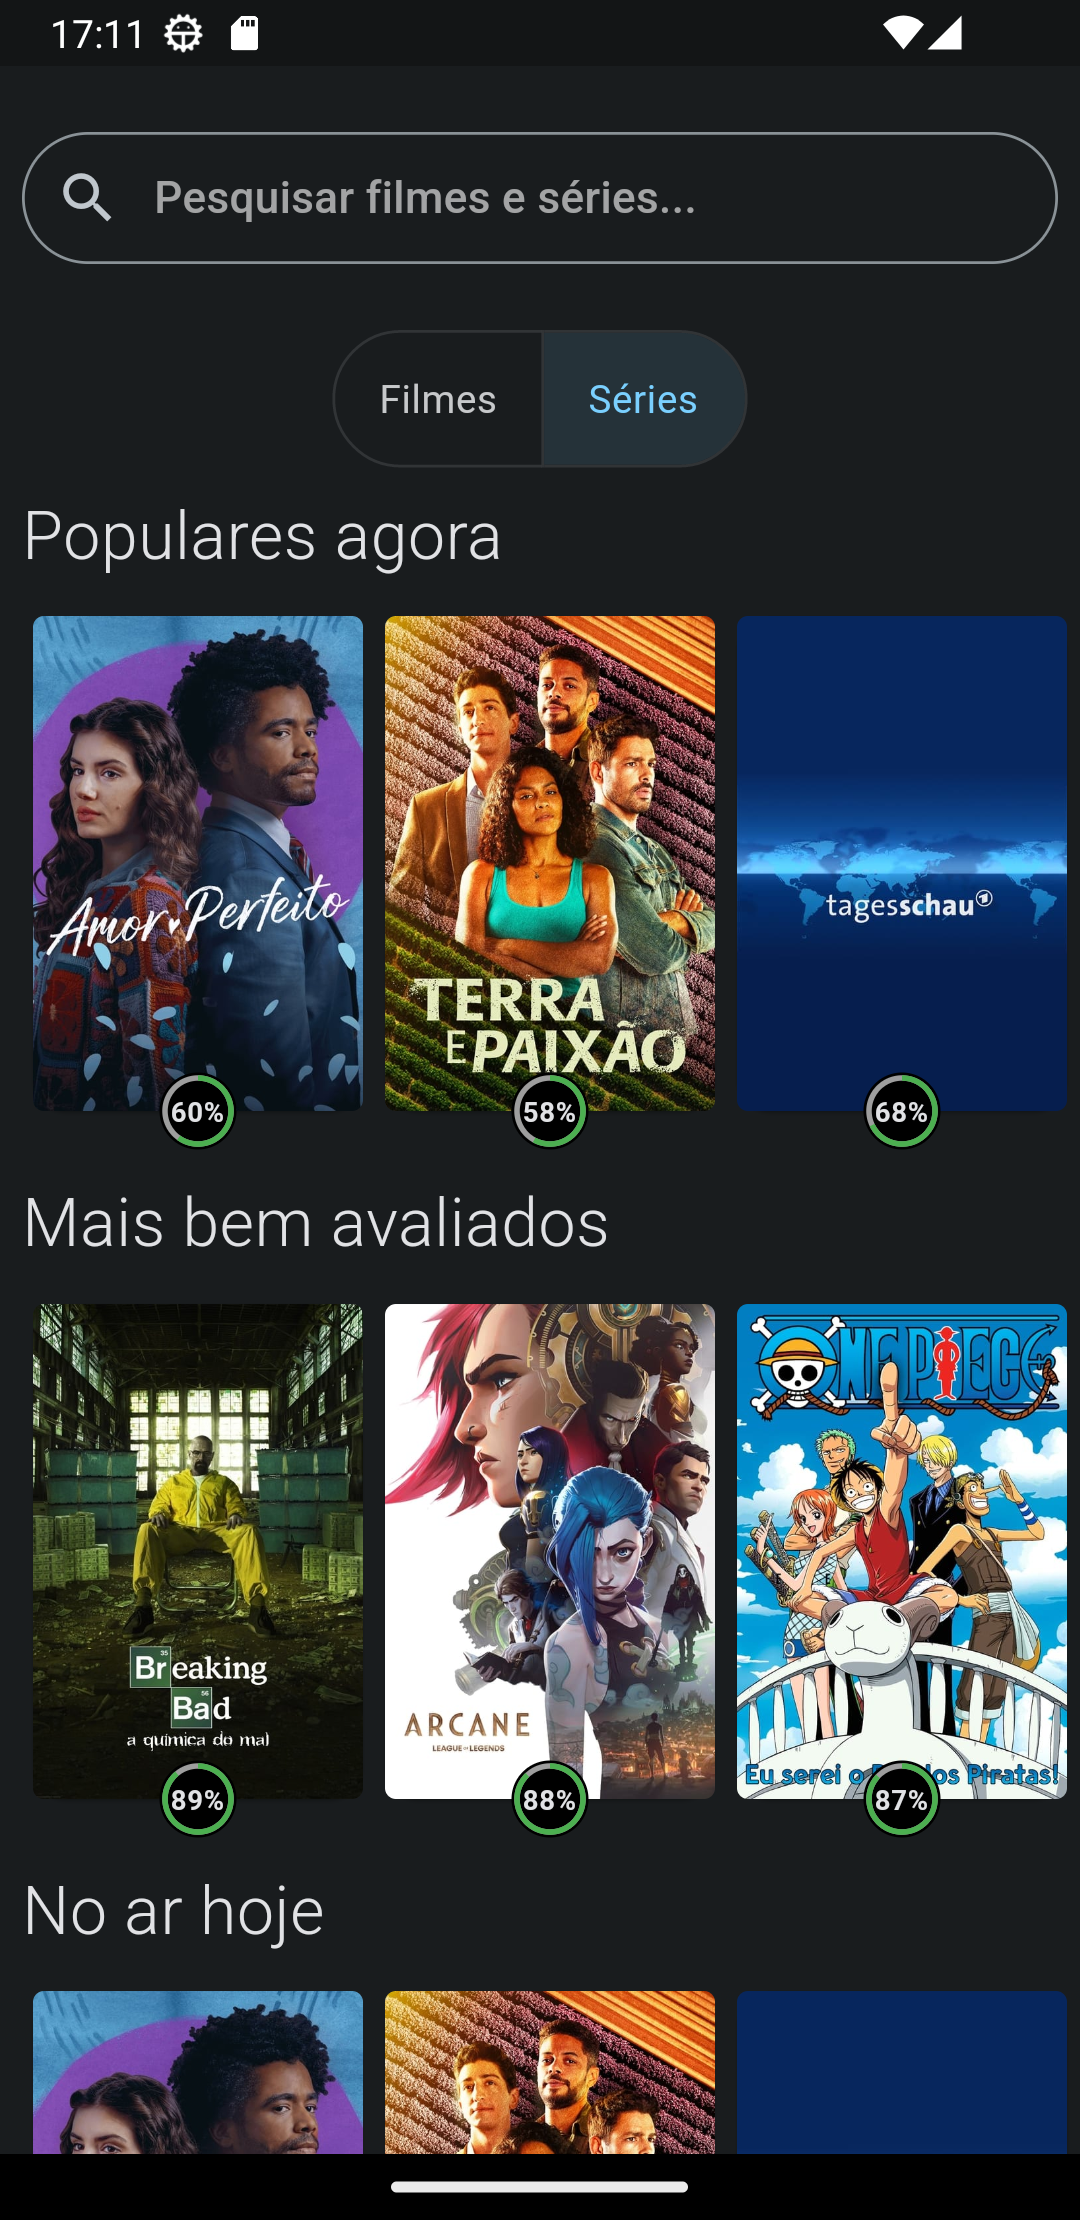 17:11
Pesquisar filmes e séries...
Filmes
Séries
Populares agora
Amor Perfeito
TERRA
E PAIXÃO
tagesschau
60%
58%
68%
Mais bem avaliados
ONE PIECE
35
Breaking
56
Bad
a química do mal
ARCANE
LEAGUE OF LEGENDS
Eu serei o dos Piratas!
89%
88%
87%
No ar hoje